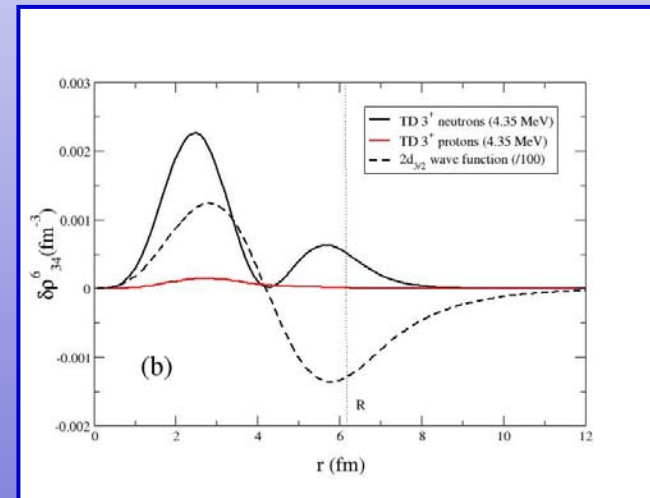 0.003
0.002
0.001
0
-0.001
-0.002
δρ⁶₃₄(fm⁻³)
TD 3⁺ neutrons (4.35 MeV)
TD 3⁺ protons (4.35 MeV)
2d₃/₂ wave function (/100)
(b)
R
0 2 4 6 8 10 12
r (fm)